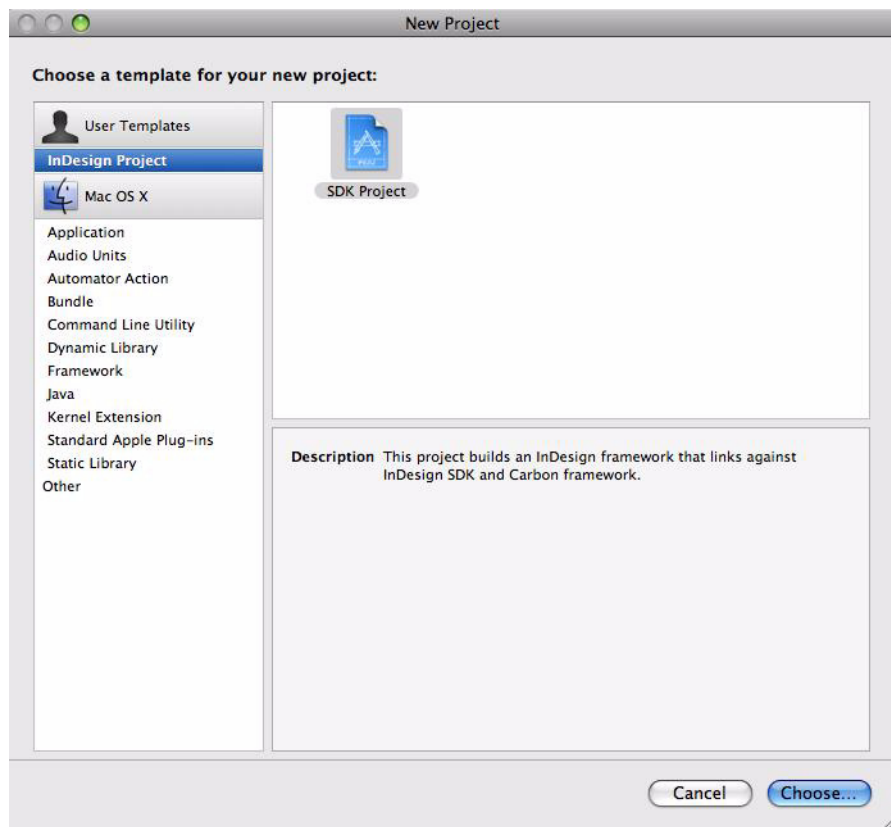 New Project
Choose a template for your new project:
User Templates
InDesign Project
Mac OS X
Application
Audio Units
Automator Action
Bundle
Command Line Utility
Dynamic Library
Framework
Java
Kernel Extension
Standard Apple Plug-ins
Static Library
Other
SDK Project
Description This project builds an InDesign framework that links against
InDesign SDK and Carbon framework.
Cancel
Choose...